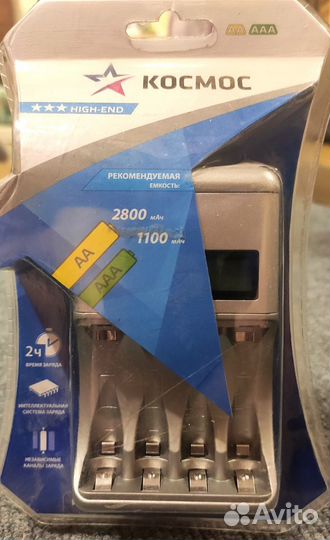 AA AAA
КОСМОС
HIGH-END
РЕКОМЕНДУЕМАЯ
ЕМКОСТЬ:
2800 мАч
1100 мАч
AA
AAA
2ч
ВРЕМЯ ЗАРЯДА
ИНТЕЛЛЕКТУАЛЬНАЯ
СИСТЕМА ЗАРЯДА
НЕЗАВИСИМЫЕ
КАНАЛЫ ЗАРЯДА
Avito